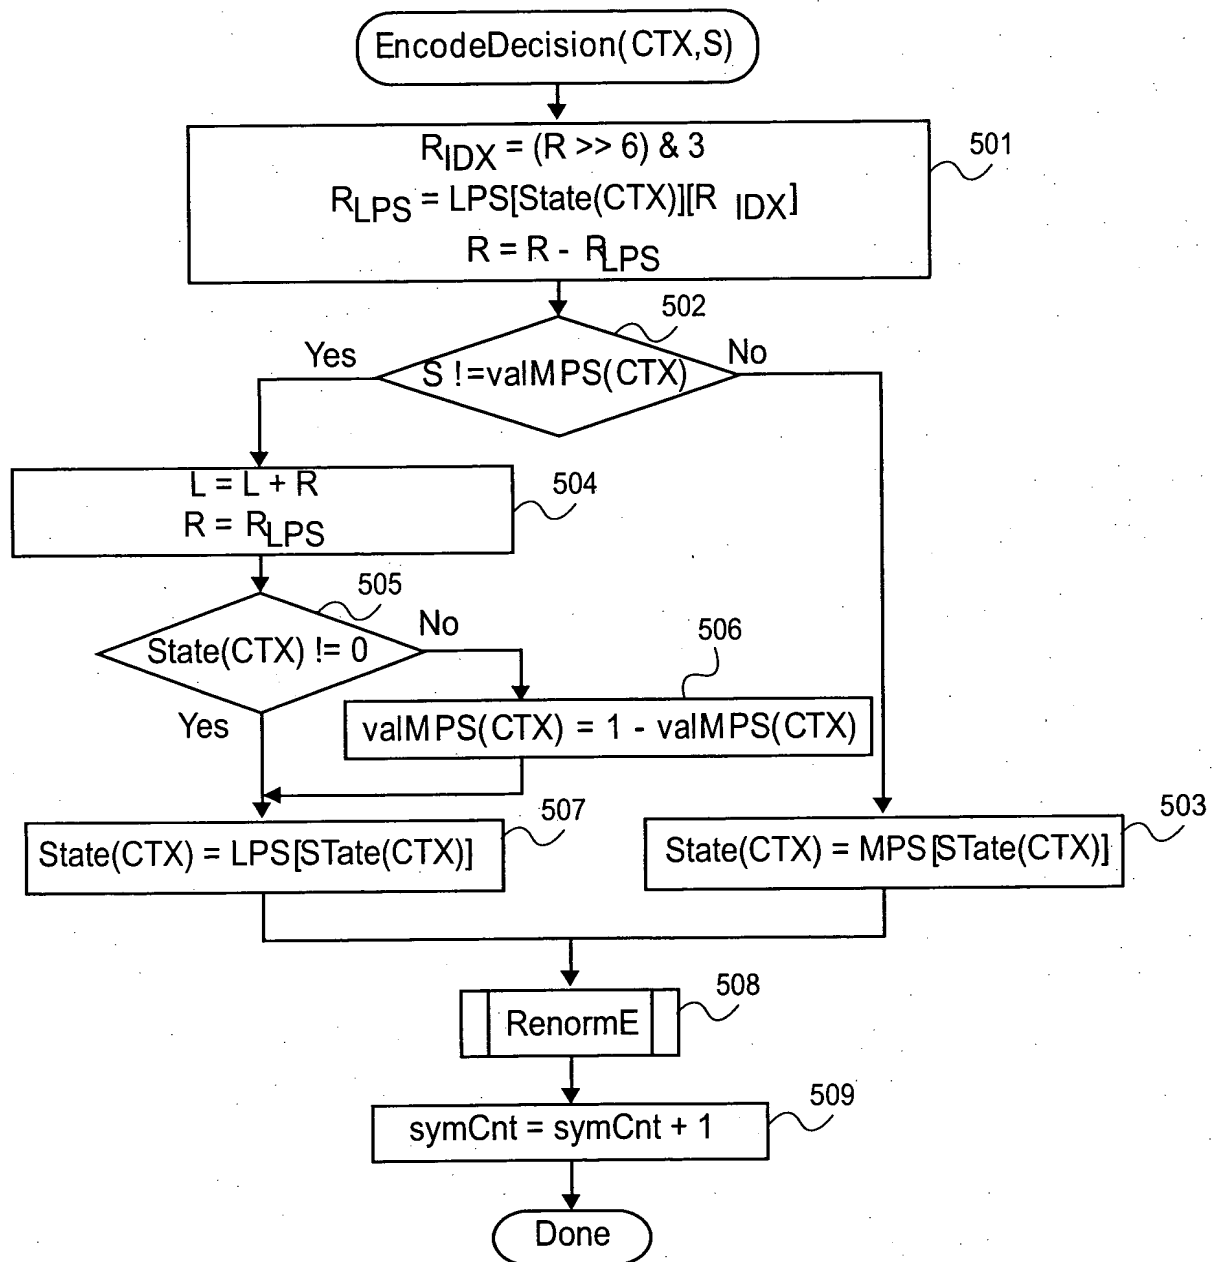 EncodeDecision(CTX,S)
RIDX = (R >> 6) & 3
RLPS = LPS[State(CTX)][R IDX]
R = R - RLPS
501
502
Yes
S !=valMPS(CTX)
No
L = L + R
R = RLPS
504
505
State(CTX) != 0
No
506
Yes
valMPS(CTX) = 1 - valMPS(CTX)
507
State(CTX) = LPS[STate(CTX)]
503
State(CTX) = MPS[STate(CTX)]
508
RenormE
509
symCnt = symCnt + 1
Done